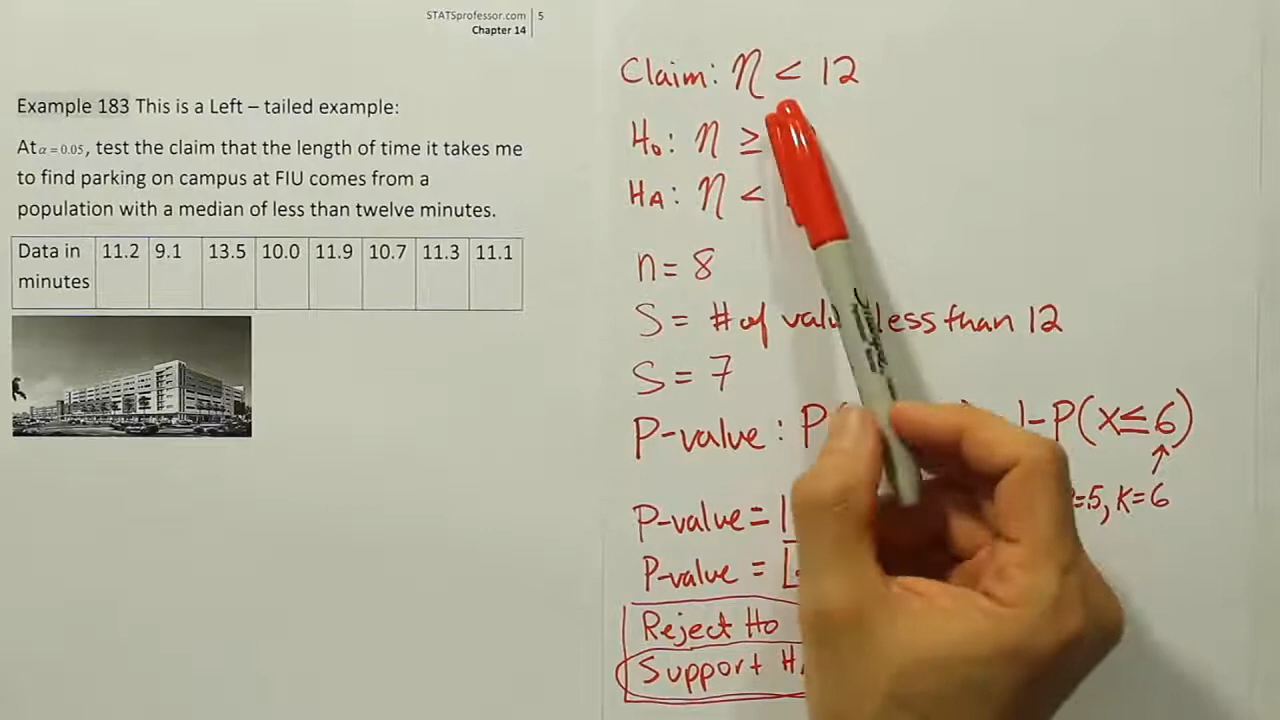 STATSprofessor.com 5
Chapter 14
Example 183 This is a Left – tailed example:
At α = 0.05, test the claim that the length of time it takes me
to find parking on campus at FIU comes from a
population with a median of less than twelve minutes.
Data in minutes 11.2 9.1 13.5 10.0 11.9 10.7 11.3 11.1
Claim: η < 12
H₀: η ≥
HA: η <
n = 8
S = # of less than 12
S = 7
P-value: P( 1-P(x≤6)
=5, K=6
P-value = 1
P-value =
Reject H₀
Support